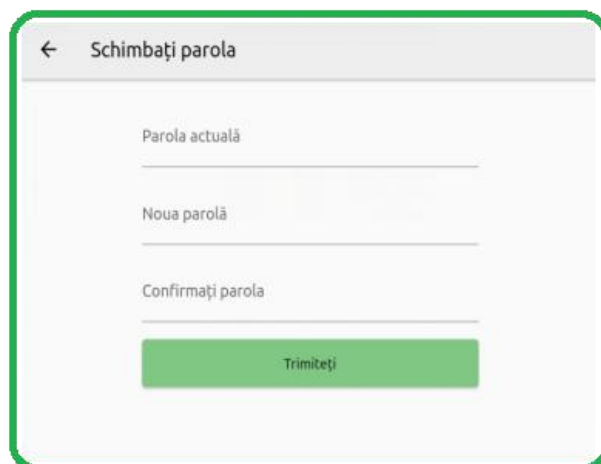 Schimbați parola
Parola actuală
Noua parolă
Confirmați parola
Trimiteți